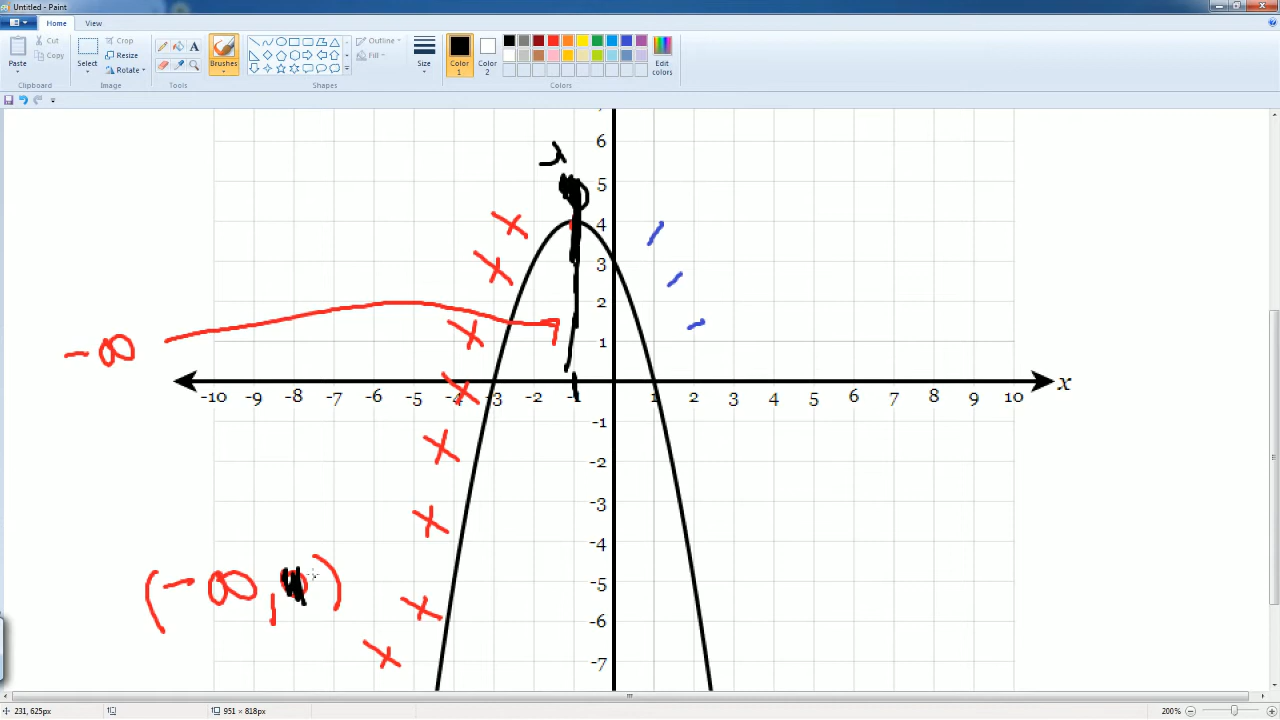 Untitled - Paint
Home View
Paste Cut Copy Clipboard
Select Crop Resize Rotate Image
Tools
Brushes
Outline Fill Shapes
Size
Color 1 Color 2 Edit colors Colors
6
5
4
3
2
1
-∞
-10 -9 -8 -7 -6 -5 -4 -3 -2 -1 1 2 3 4 5 6 7 8 9 10 x
-1
-2
-3
-4
-5
-6
-7
(-∞, )
231, 625px 951 × 818px 200%